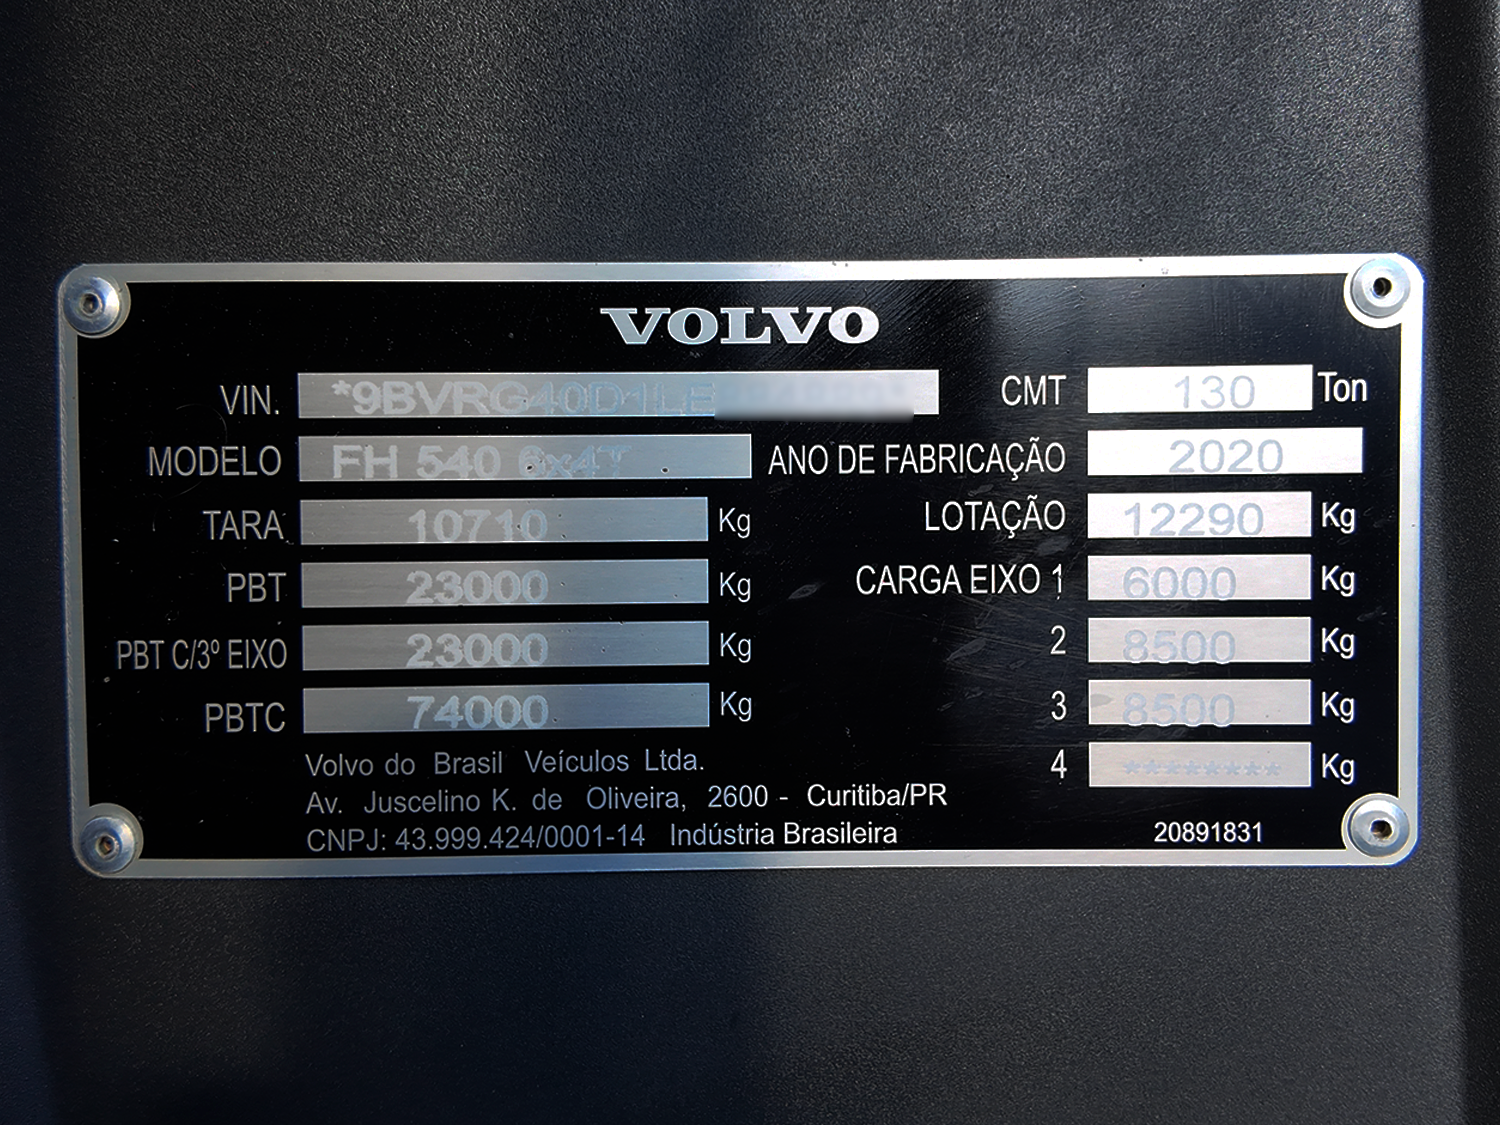 VOLVO
VIN. *9BVRG40D1LE CMT 130 Ton
MODELO FH 540 6x4T ANO DE FABRICAÇÃO 2020
TARA 10710 Kg LOTAÇÃO 12290 Kg
PBT 23000 Kg CARGA EIXO 1 6000 Kg
PBT C/3º EIXO 23000 Kg 2 8500 Kg
PBTC 74000 Kg 3 8500 Kg
4 ******** Kg
Volvo do Brasil Veículos Ltda.
Av. Juscelino K. de Oliveira, 2600 - Curitiba/PR
CNPJ: 43.999.424/0001-14 Indústria Brasileira 20891831